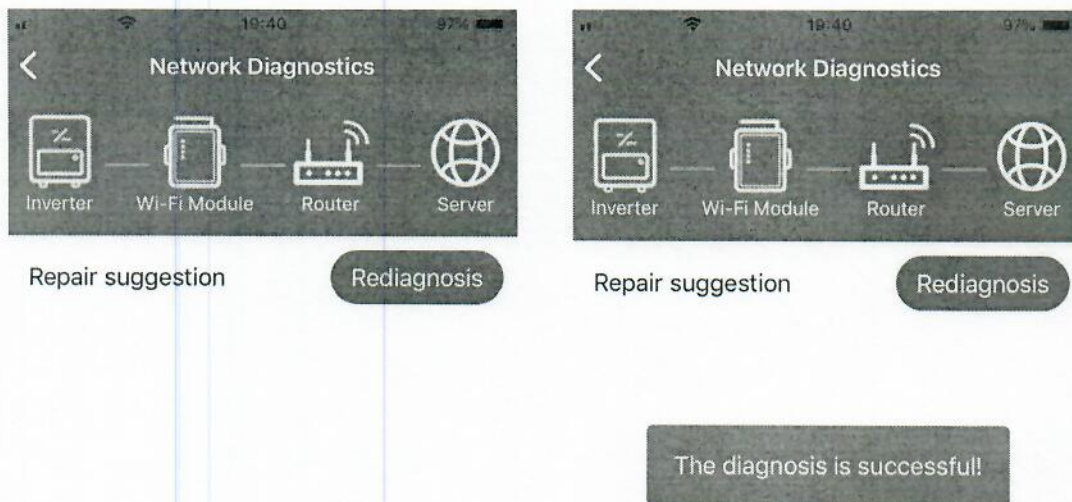 19:40 97%
Network Diagnostics
Inverter Wi-Fi Module Router Server
Repair suggestion Rediagnosis
19:40 97%
Network Diagnostics
Inverter Wi-Fi Module Router Server
Repair suggestion Rediagnosis
The diagnosis is successful!